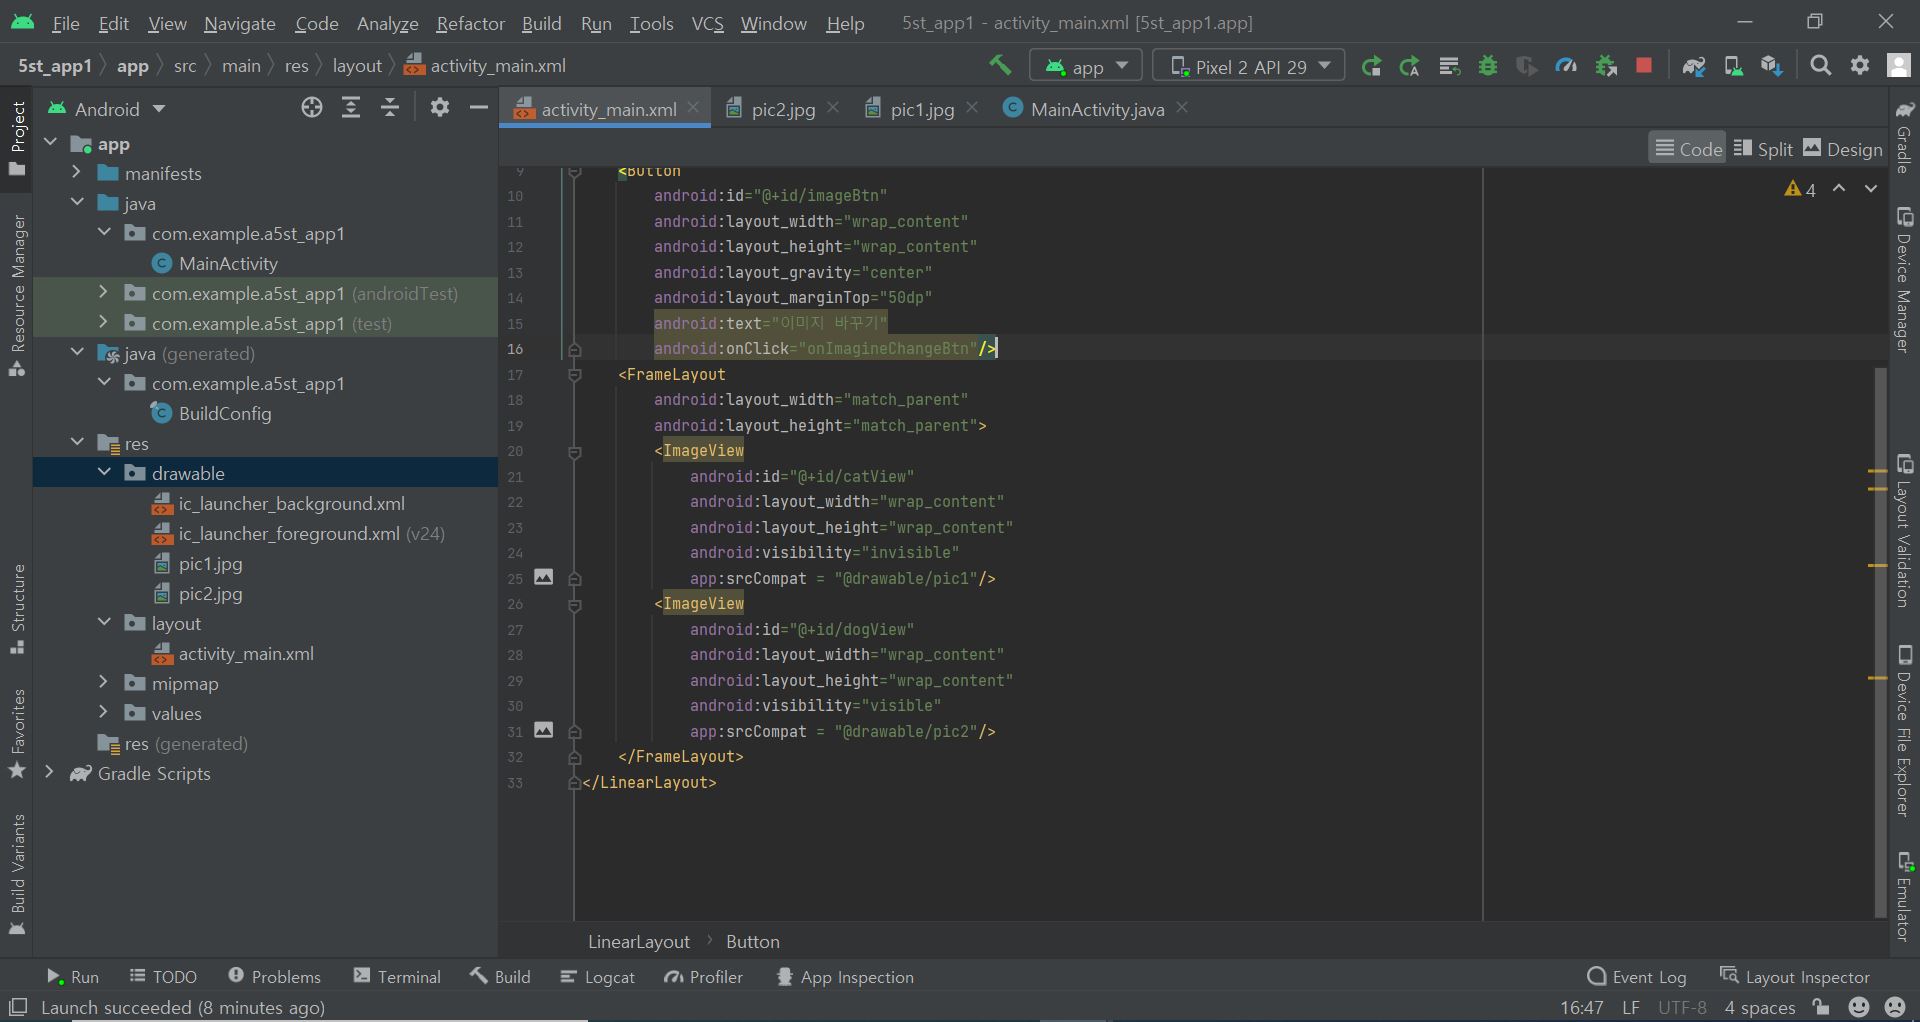 File Edit View Navigate Code Analyze Refactor Build Run Tools VCS Window Help 5st_app1 - activity_main.xml [5st_app1.app]
5st_app1 app src main res layout activity_main.xml app Pixel 2 API 29
Android
activity_main.xml pic2.jpg pic1.jpg MainActivity.java
Code Split Design
4
Project
Resource Manager
Structure
Favorites
Build Variants
app
manifests
java
com.example.a5st_app1
MainActivity
com.example.a5st_app1 (androidTest)
com.example.a5st_app1 (test)
java (generated)
com.example.a5st_app1
BuildConfig
res
drawable
ic_launcher_background.xml
ic_launcher_foreground.xml (v24)
pic1.jpg
pic2.jpg
layout
activity_main.xml
mipmap
values
res (generated)
Gradle Scripts
9 <Button
10 android:id="@+id/imageBtn"
11 android:layout_width="wrap_content"
12 android:layout_height="wrap_content"
13 android:layout_gravity="center"
14 android:layout_marginTop="50dp"
15 android:text="이미지 바꾸기"
16 android:onClick="onImagineChangeBtn"/>
17 <FrameLayout
18 android:layout_width="match_parent"
19 android:layout_height="match_parent">
20 <ImageView
21 android:id="@+id/catView"
22 android:layout_width="wrap_content"
23 android:layout_height="wrap_content"
24 android:visibility="invisible"
25 app:srcCompat = "@drawable/pic1"/>
26 <ImageView
27 android:id="@+id/dogView"
28 android:layout_width="wrap_content"
29 android:layout_height="wrap_content"
30 android:visibility="visible"
31 app:srcCompat = "@drawable/pic2"/>
32 </FrameLayout>
33 </LinearLayout>
Gradle
Device Manager
Layout Validation
Device File Explorer
Emulator
LinearLayout Button
Run TODO Problems Terminal Build Logcat Profiler App Inspection Event Log Layout Inspector
Launch succeeded (8 minutes ago) 16:47 LF UTF-8 4 spaces